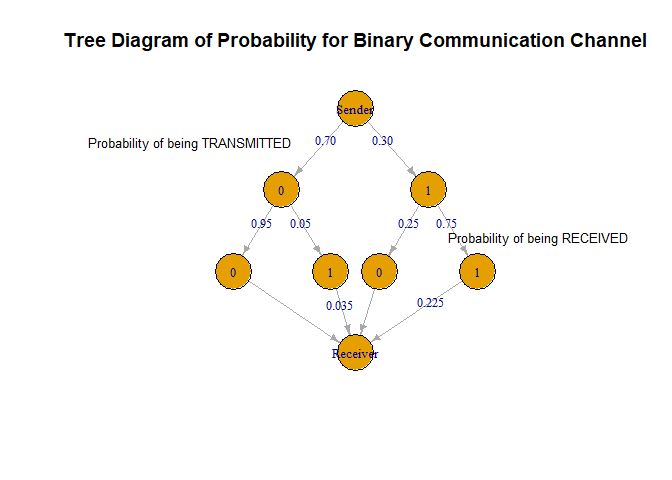 Tree Diagram of Probability for Binary Communication Channel
Sender
Probability of being TRANSMITTED
0.70
0.30
0
1
0.95
0.05
0.25
0.75
Probability of being RECEIVED
0
1
0
1
0.035
0.225
Receiver